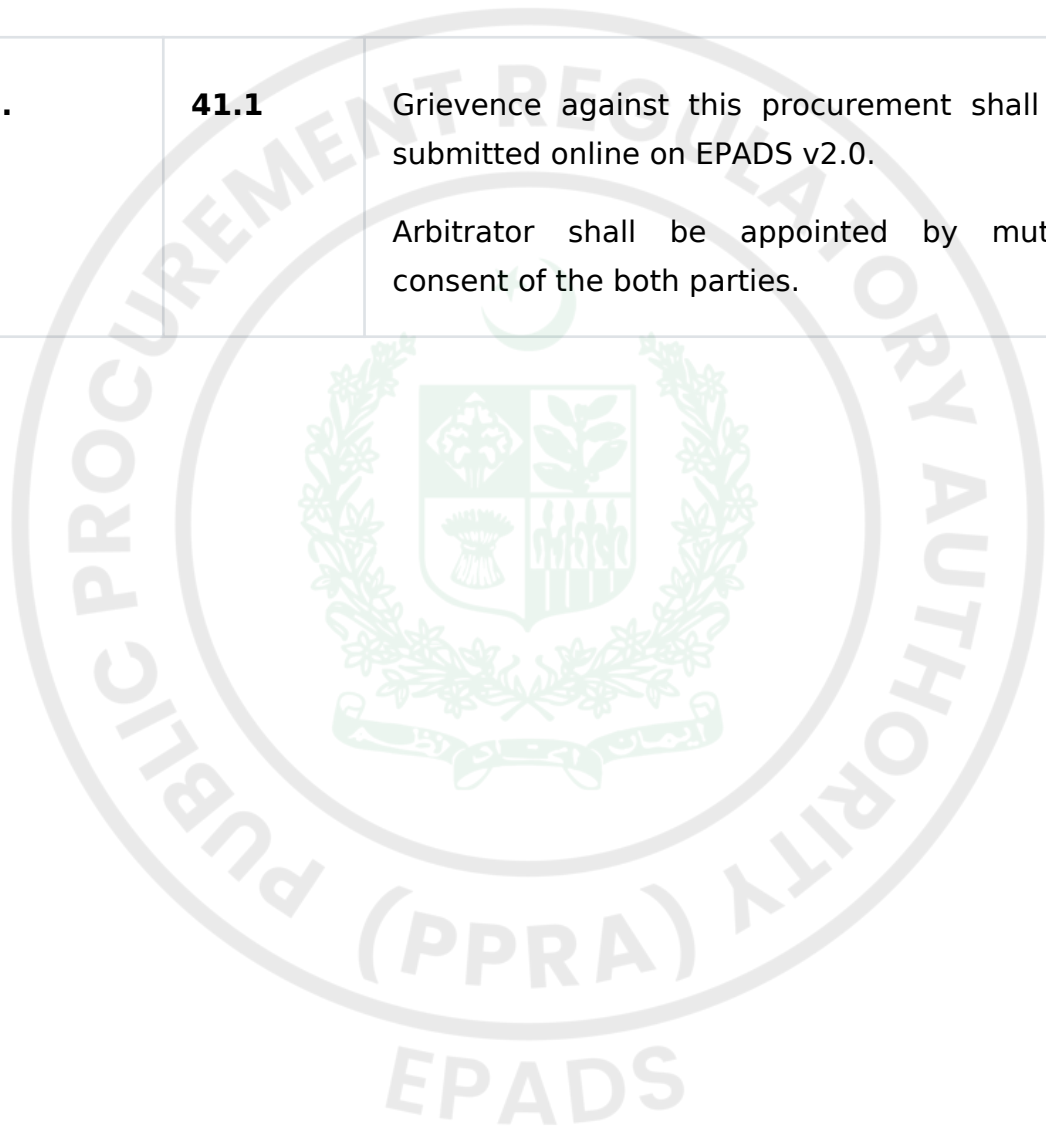 . 41.1 Grievence against this procurement shall
submitted online on EPADS v2.0.
Arbitrator shall be appointed by mut
consent of the both parties.
PUBLIC PROCUREMENT REGULATORY AUTHORITY
(PPRA)
EPADS